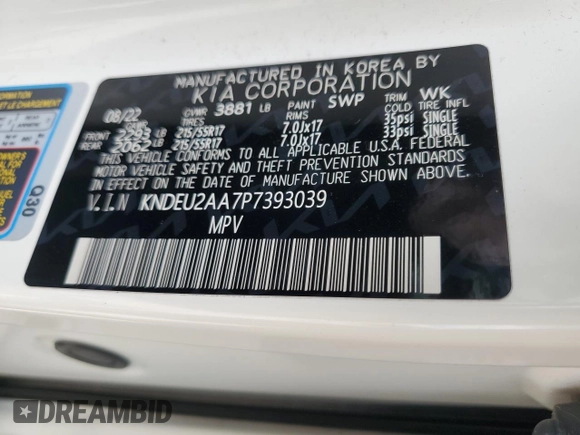 ET LE CHARGEMENT
Q30
MANUFACTURED IN KOREA BY
KIA CORPORATION
08/22 GVWR 3881 LB PAINT SWP TRIM WK
TIRES RIMS COLD TIRE INFL
FRONT 2293 LB 215/55R17 7.0Jx17 35psi SINGLE
REAR 2062 LB 215/55R17 7.0Jx17 33psi SINGLE
THIS VEHICLE CONFORMS TO ALL APPLICABLE U.S.A. FEDERAL
MOTOR VEHICLE SAFETY AND THEFT PREVENTION STANDARDS
IN EFFECT ON THE DATE OF MANUFACTURE SHOWN ABOVE.
V.I.N KNDEU2AA7P7393039
MPV
DREAMBID